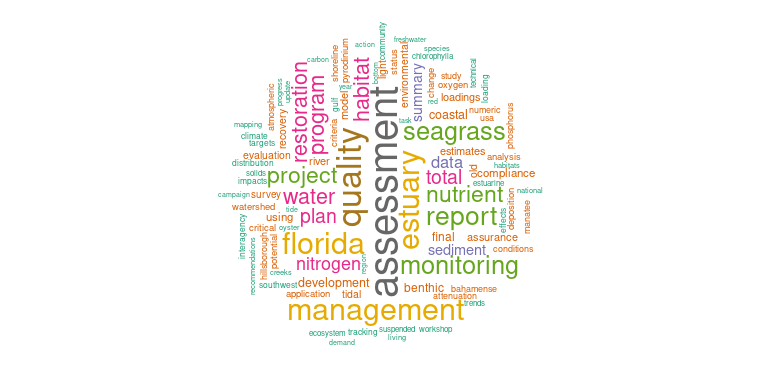 community
freshwater
action
species
chlorophylla
carbon
bottom
light
status
environmental
technical
shoreline
pyrodinium
habitat
summary
change
study
oxygen
loading
progress
update
year
restoration
program
model
gulf
assessment
red
loadings
atmospheric
criteria
coastal
numeric
usa
phosphorus
mapping
recovery
quality
task
seagrass
climate
targets
estimates
evaluation
river
estuary
data
analysis
distribution
habitats
solids
project
total
old
compliance
impacts
estuarine
campaign
survey
water
nutrient
national
watershed
tide
using
plan
report
effects
deposition
manatee
critical
oyster
interagency
hillsborough
potential
florida
final
assurance
sediment
conditions
recommendations
creeks
nitrogen
region
monitoring
southwest
development
benthic
bahamense
application
tidal
attenuation
management
trends
ecosystem
tracking
suspended
workshop
demand
living